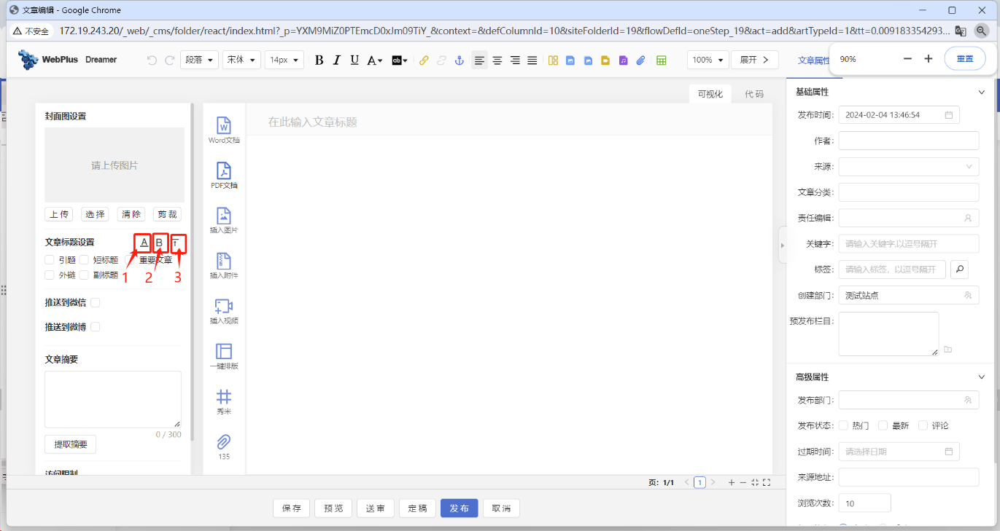 文章编辑 - Google Chrome
不安全 172.19.243.20/_web/_cms/folder/react/index.html?_p=YXM9MiZ0PTEmcD0xJm09TiY_&context=&defColumnId=10&siteFolderId=19&flowDefId=oneStep_19&act=add&artTypeId=1&tt=0.009183354293...
WebPlus Dreamer 段落 宋体 14px B I U A ab 100% 展开 文章属性 90% 重置
可视化 代码
封面图设置
请上传图片
上传 选择 清除 剪裁
文章标题设置 A B T
引题 短标题 重要文章
外链 副标题
1 2 3
推送到微信
推送到微博
文章摘要
0 / 300
提取摘要
Word文档
PDF文档
插入图片
插入附件
插入视频
一键排版
秀米
135
在此输入文章标题
基础属性
发布时间: 2024-02-04 13:46:54
作者:
来源:
文章分类:
责任编辑:
关键字: 请输入关键字,以逗号隔开
标签: 请输入标签，以逗号隔开
创建部门: 测试站点
预发布栏目:
高级属性
发布部门:
发布状态: 热门 最新 评论
过期时间: 请选择日期
来源地址:
浏览次数: 10
页: 1/1 1
保存 预览 送审 定稿 发布 取消